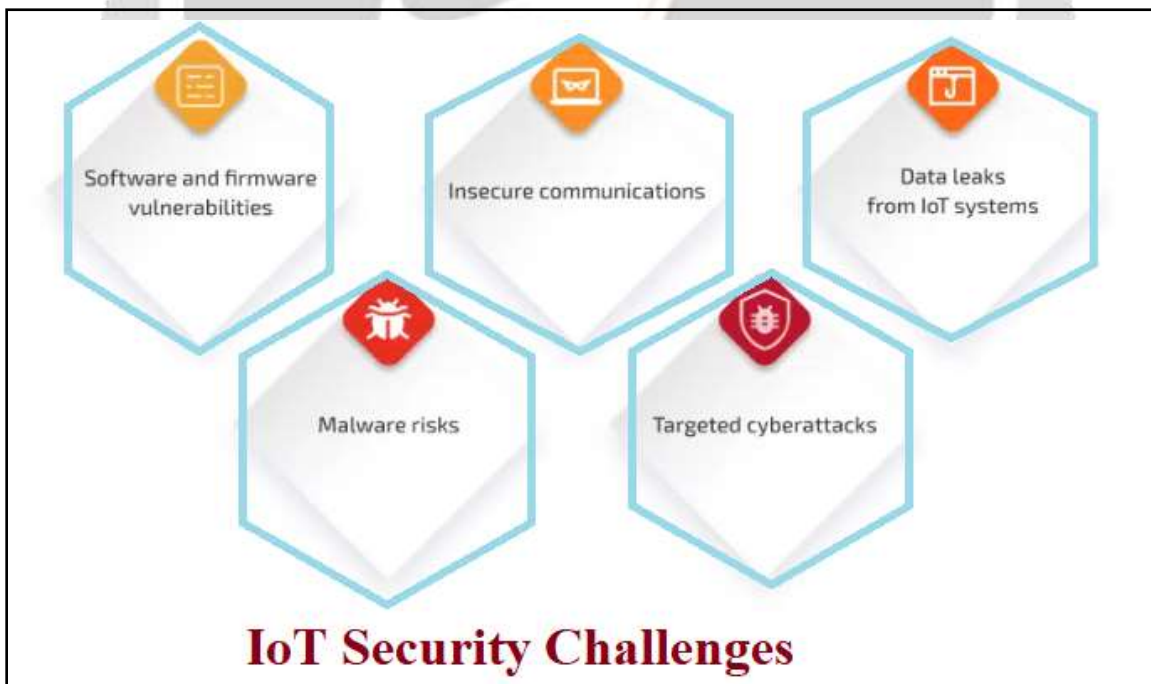 Software and firmware
vulnerabilities
Insecure communications
Data leaks
from IoT systems
Malware risks
Targeted cyberattacks
IoT Security Challenges